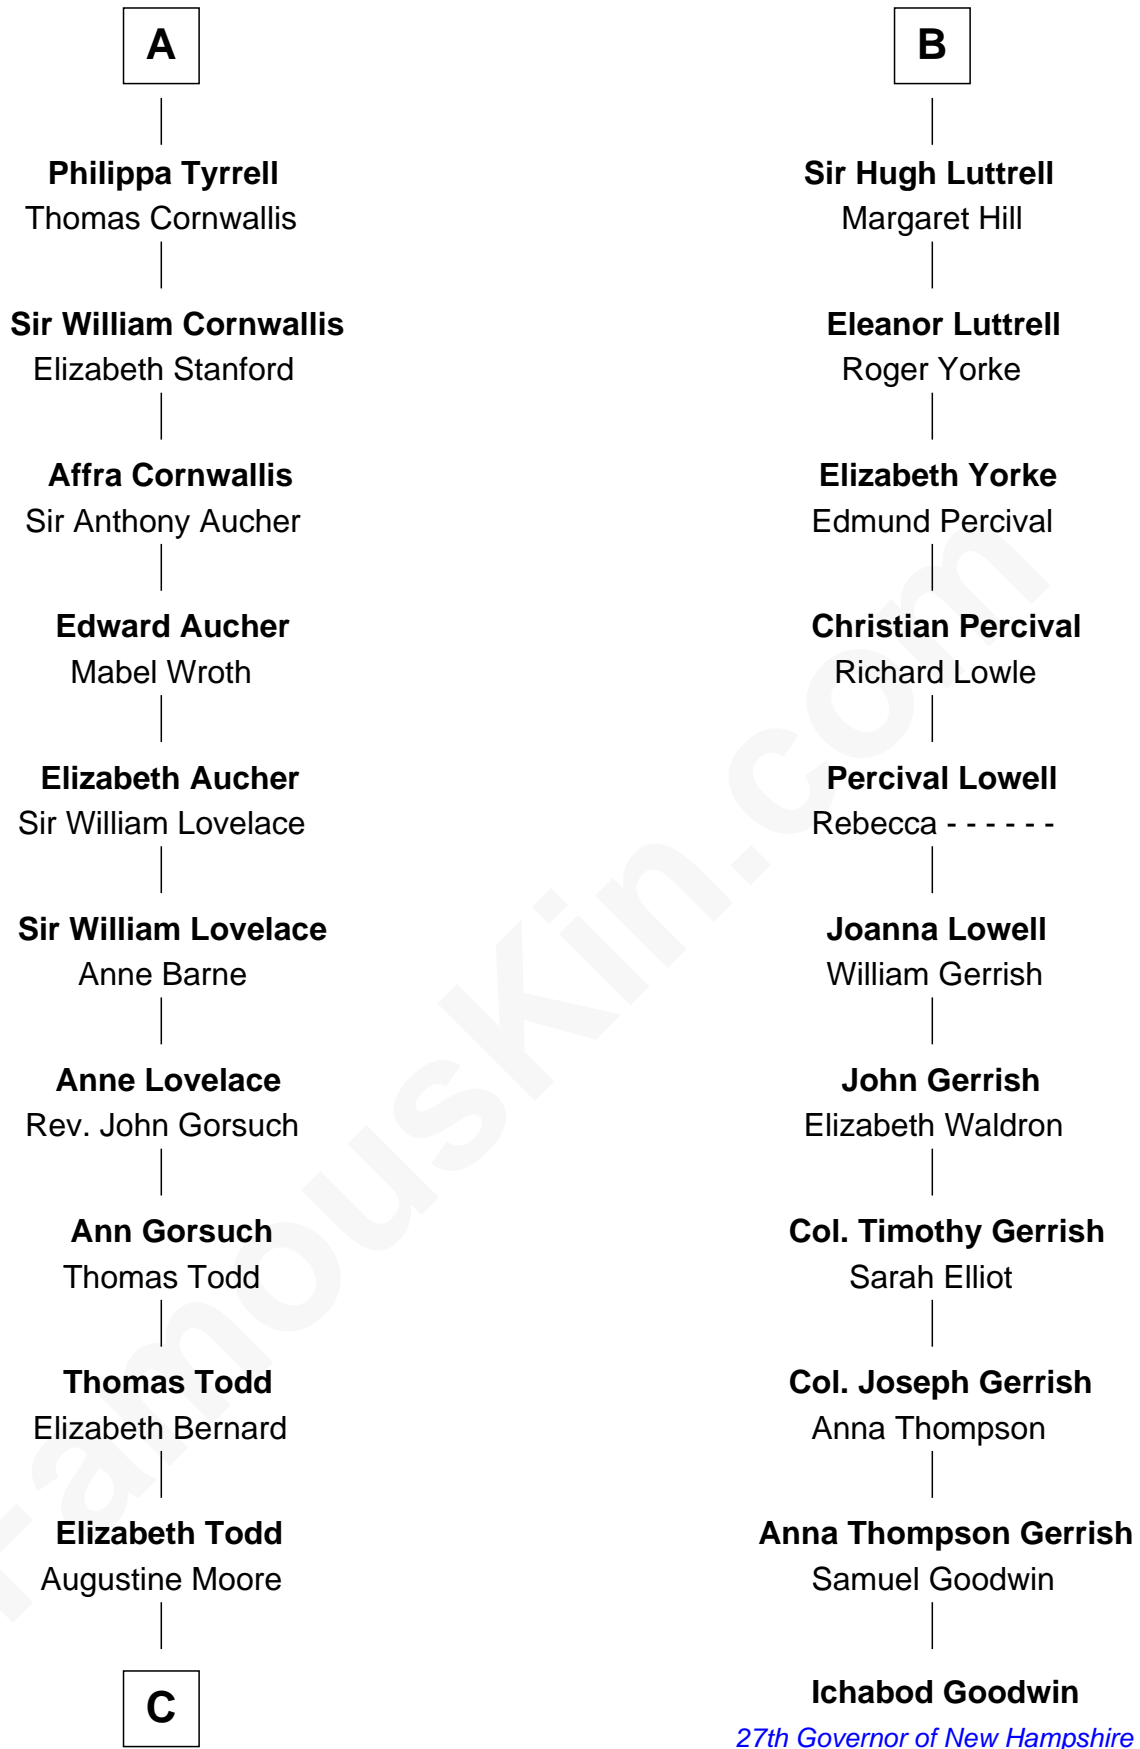 A
Philippa Tyrrell
Thomas Cornwallis
Sir William Cornwallis
Elizabeth Stanford
Affra Cornwallis
Sir Anthony Aucher
Edward Aucher
Mabel Wroth
Elizabeth Aucher
Sir William Lovelace
Sir William Lovelace
Anne Barne
Anne Lovelace
Rev. John Gorsuch
Ann Gorsuch
Thomas Todd
Thomas Todd
Elizabeth Bernard
Elizabeth Todd
Augustine Moore
C
B
Sir Hugh Luttrell
Margaret Hill
Eleanor Luttrell
Roger Yorke
Elizabeth Yorke
Edmund Percival
Christian Percival
Richard Lowle
Percival Lowell
Rebecca - - - - - -
Joanna Lowell
William Gerrish
John Gerrish
Elizabeth Waldron
Col. Timothy Gerrish
Sarah Elliot
Col. Joseph Gerrish
Anna Thompson
Anna Thompson Gerrish
Samuel Goodwin
Ichabod Goodwin
27th Governor of New Hampshire
FamousKin.com